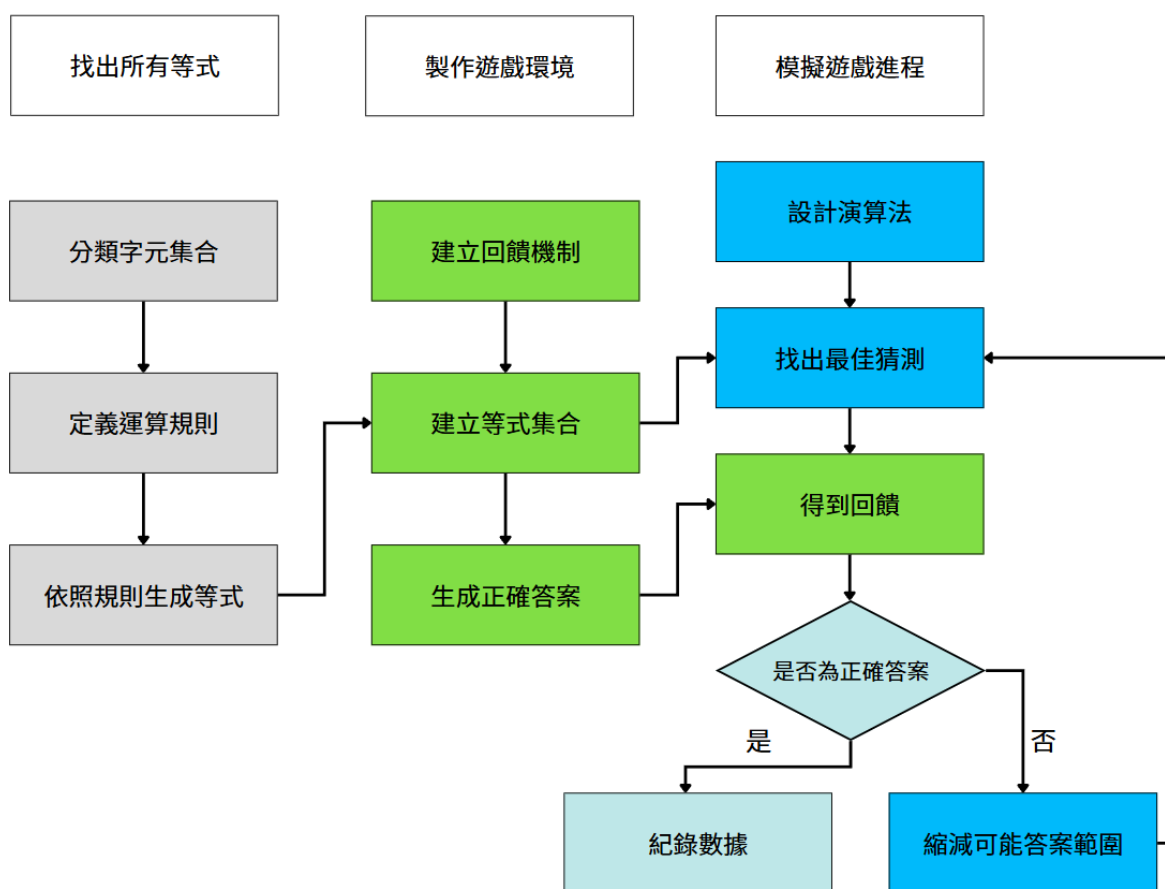 找出所有等式
製作遊戲環境
模擬遊戲進程
分類字元集合
建立回饋機制
設計演算法
定義運算規則
建立等式集合
找出最佳猜測
依照規則生成等式
生成正確答案
得到回饋
是否為正確答案
是
否
紀錄數據
縮減可能答案範圍